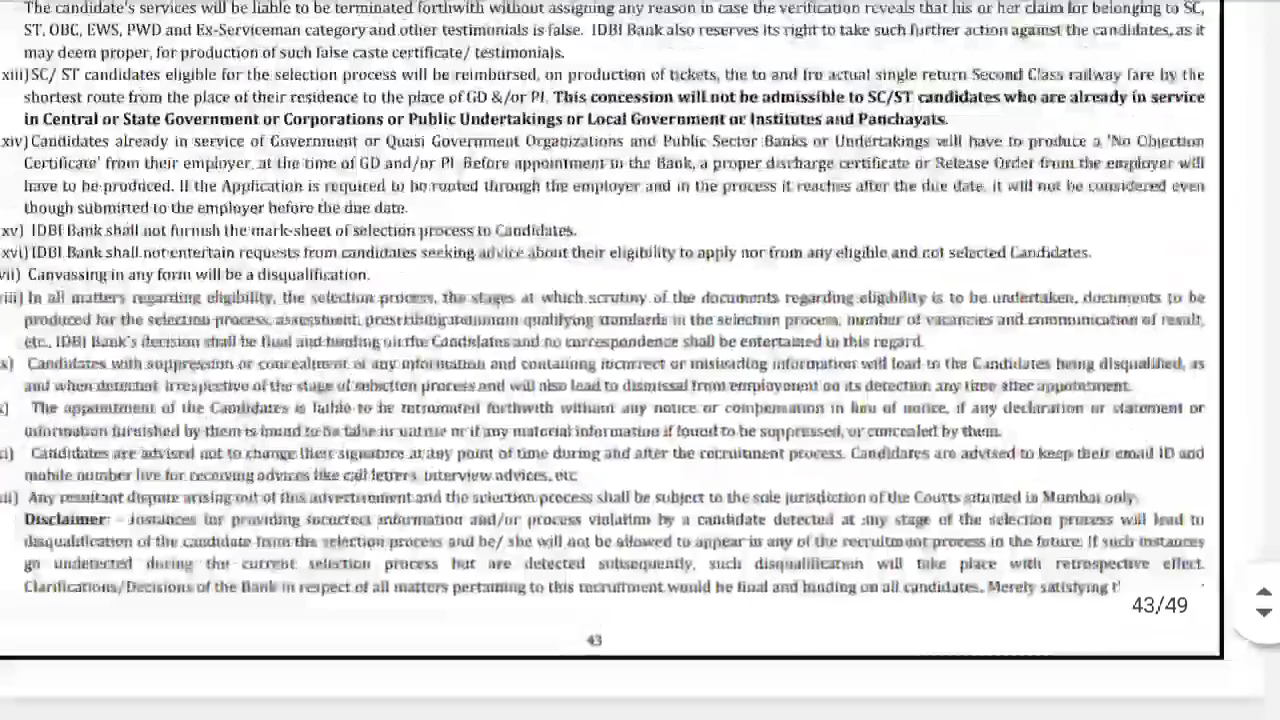 The candidate's services will be liable to be terminated forthwith without assigning any reason in case the verification reveals that his or her claim for belonging to SC,
ST, OBC, EWS, PWD and Ex-Serviceman category and other testimonials is false. IDBI Bank also reserves its right to take such further action against the candidates, as it
may deem proper, for production of such false caste certificate/ testimonials.
xiii) SC/ ST candidates eligible for the selection process will be reimbursed, on production of tickets, the to and fro actual single return Second Class railway fare by the
shortest route from the place of their residence to the place of GD &/or PI. This concession will not be admissible to SC/ST candidates who are already in service
in Central or State Government or Corporations or Public Undertakings or Local Government or Institutes and Panchayats.
xiv) Candidates already in service of Government or Quasi Government Organizations and Public Sector Banks or Undertakings will have to produce a 'No Objection
Certificate' from their employer, at the time of GD and/or PI. Before appointment in the Bank, a proper discharge certificate or Release Order from the employer will
have to be produced. If the Application is required to be routed through the employer and in the process it reaches after the due date, it will not be considered even
though submitted to the employer before the due date.
xv) IDBI Bank shall not furnish the mark-sheet of selection process to Candidates.
xvi) IDBI Bank shall not entertain requests from candidates seeking advice about their eligibility to apply nor from any eligible and not selected Candidates.
vii) Canvassing in any form will be a disqualification.
iii) In all matters regarding eligibility, the selection process, the stages at which scrutiny of the documents regarding eligibility is to be undertaken, documents to be
produced for the selection process, assessment, prescribing minimum qualifying standards in the selection process, number of vacancies and communication of result,
etc., IDBI Bank's decision shall be final and binding on the Candidates and no correspondence shall be entertained in this regard.
x) Candidates with suppression or concealment of any information and containing incorrect or misleading information will lead to the Candidates being disqualified, as
and when detected, irrespective of the stage of selection process and will also lead to dismissal from employment on its detection any time after appointment.
The appointment of the Candidates is liable to be terminated forthwith without any notice or compensation in lieu of notice, if any declaration or statement or
information furnished by them is found to be false or untrue or if any material information if found to be suppressed, or concealed by them.
i) Candidates are advised not to change their signature at any point of time during and after the recruitment process. Candidates are advised to keep their email ID and
mobile number live for receiving advices like call letters, interview advices, etc
ii) Any resultant dispute arising out of this advertisement and the selection process shall be subject to the sole jurisdiction of the Courts situated in Mumbai only.
Disclaimer: - Instances for providing incorrect information and/or process violation by a candidate detected at any stage of the selection process will lead to
disqualification of the candidate from the selection process and he/ she will not be allowed to appear in any of the recruitment process in the future. If such instances
go undetected during the current selection process but are detected subsequently, such disqualification will take place with retrospective effect.
Clarifications/Decisions of the Bank in respect of all matters pertaining to this recruitment would be final and binding on all candidates. Merely satisfying
43/49
43